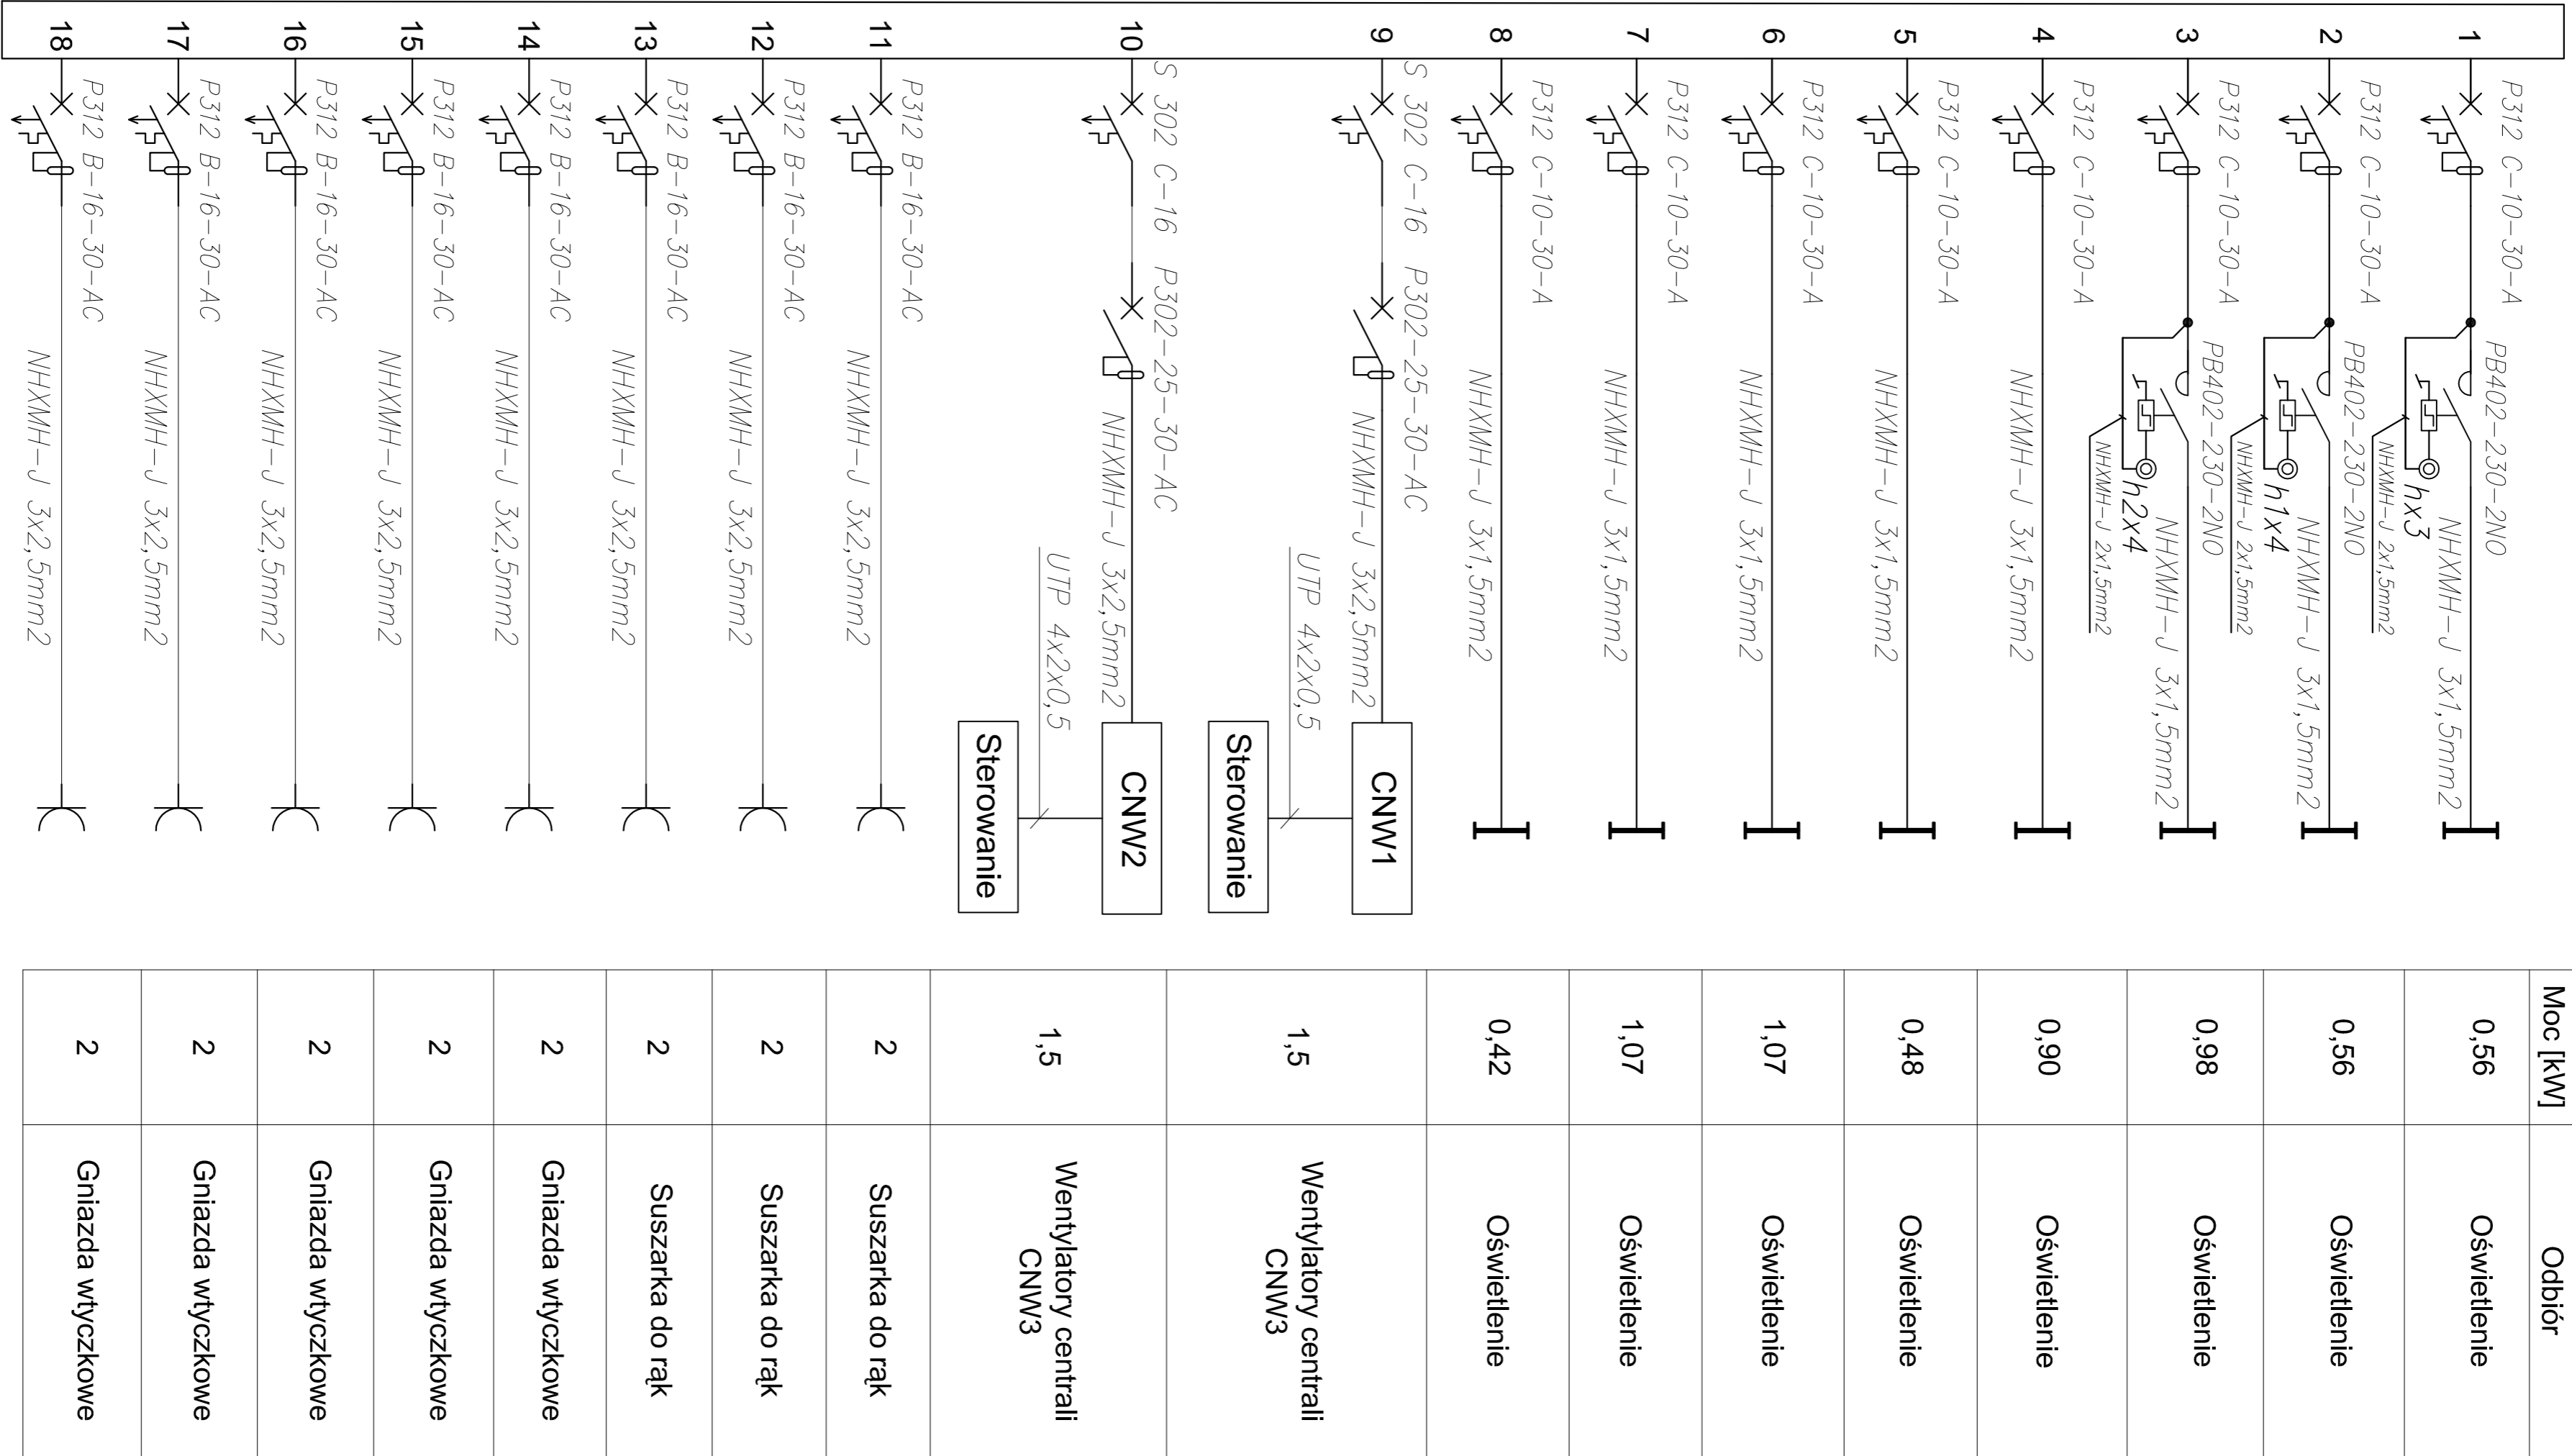 Moc [kW]
Odbiór
1
P312 C-10-30-A
PB402-230-2NO
hx3
NHXMH-J 2x1,5mm2
NHXMH-J 3x1,5mm2
0,56
Oświetlenie
2
P312 C-10-30-A
PB402-230-2NO
h1x4
NHXMH-J 2x1,5mm2
NHXMH-J 3x1,5mm2
0,56
Oświetlenie
3
P312 C-10-30-A
PB402-230-2NO
h2x4
NHXMH-J 2x1,5mm2
NHXMH-J 3x1,5mm2
0,98
Oświetlenie
4
P312 C-10-30-A
NHXMH-J 3x1,5mm2
0,90
Oświetlenie
5
P312 C-10-30-A
NHXMH-J 3x1,5mm2
0,48
Oświetlenie
6
P312 C-10-30-A
NHXMH-J 3x1,5mm2
1,07
Oświetlenie
7
P312 C-10-30-A
NHXMH-J 3x1,5mm2
1,07
Oświetlenie
8
P312 C-10-30-A
NHXMH-J 3x1,5mm2
0,42
Oświetlenie
9
S 302 C-16
P302-25-30-AC
NHXMH-J 3x2,5mm2
CNW1
UTP 4x2x0,5
Sterowanie
1,5
Wentylatory centrali
CNW3
10
S 302 C-16
P302-25-30-AC
NHXMH-J 3x2,5mm2
CNW2
UTP 4x2x0,5
Sterowanie
1,5
Wentylatory centrali
CNW3
11
P312 B-16-30-AC
NHXMH-J 3x2,5mm2
2
Suszarka do rąk
12
P312 B-16-30-AC
NHXMH-J 3x2,5mm2
2
Suszarka do rąk
13
P312 B-16-30-AC
NHXMH-J 3x2,5mm2
2
Suszarka do rąk
14
P312 B-16-30-AC
NHXMH-J 3x2,5mm2
2
Gniazda wtyczkowe
15
P312 B-16-30-AC
NHXMH-J 3x2,5mm2
2
Gniazda wtyczkowe
16
P312 B-16-30-AC
NHXMH-J 3x2,5mm2
2
Gniazda wtyczkowe
17
P312 B-16-30-AC
NHXMH-J 3x2,5mm2
2
Gniazda wtyczkowe
18
P312 B-16-30-AC
NHXMH-J 3x2,5mm2
2
Gniazda wtyczkowe